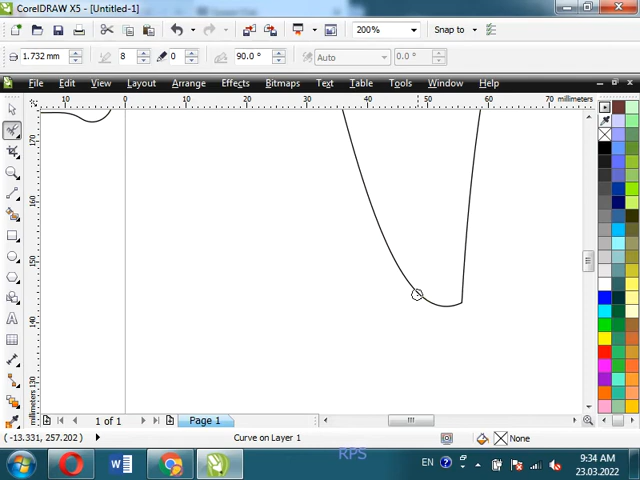 CorelDRAW X5 - [Untitled-1]
200%
Snap to
1.732 mm
8
0
90.0 °
Auto
0.0 °
File Edit View Layout Arrange Effects Bitmaps Text Table Tools Window Help
10 0 10 20 30 40 50 60 70 millimeters
170
160
150
140
130
1 of 1
Page 1
(-13.331, 257.202)
Curve on Layer 1
None
RPS
EN
9:34 AM
23.03.2022